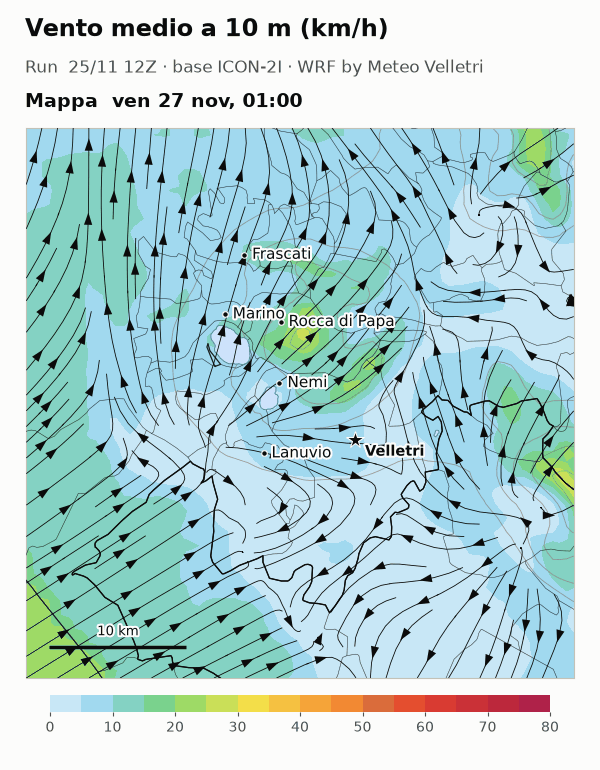 Vento medio a 10 m (km/h)
Run  25/11 12Z · base ICON-2I · WRF by Meteo Velletri
Mappa  ven 27 nov, 01:00
Frascati
Marino
Rocca di Papa
Nemi
Lanuvio
Velletri
10 km
0 10 20 30 40 50 60 70 80